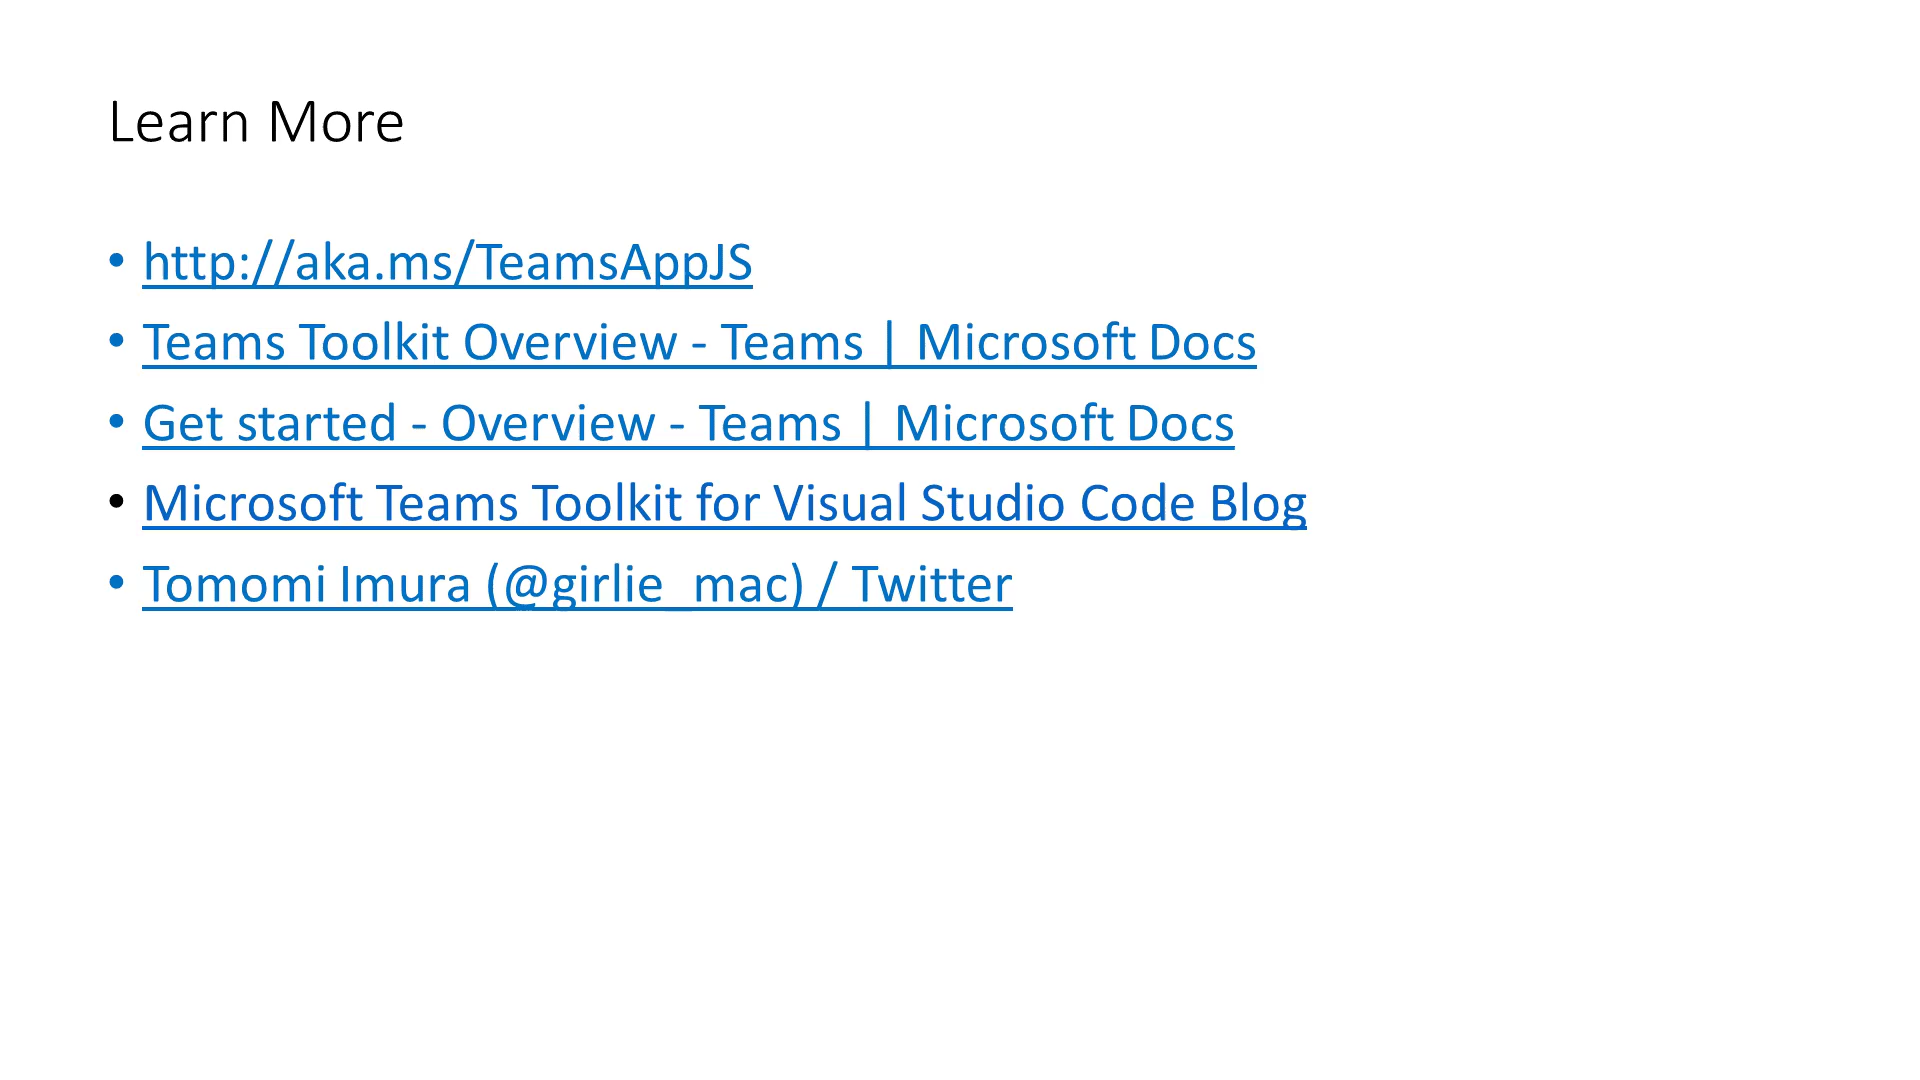 Learn More
• http://aka.ms/TeamsAppJS
• Teams Toolkit Overview - Teams | Microsoft Docs
• Get started - Overview - Teams | Microsoft Docs
• Microsoft Teams Toolkit for Visual Studio Code Blog
• Tomomi Imura (@girlie_mac) / Twitter